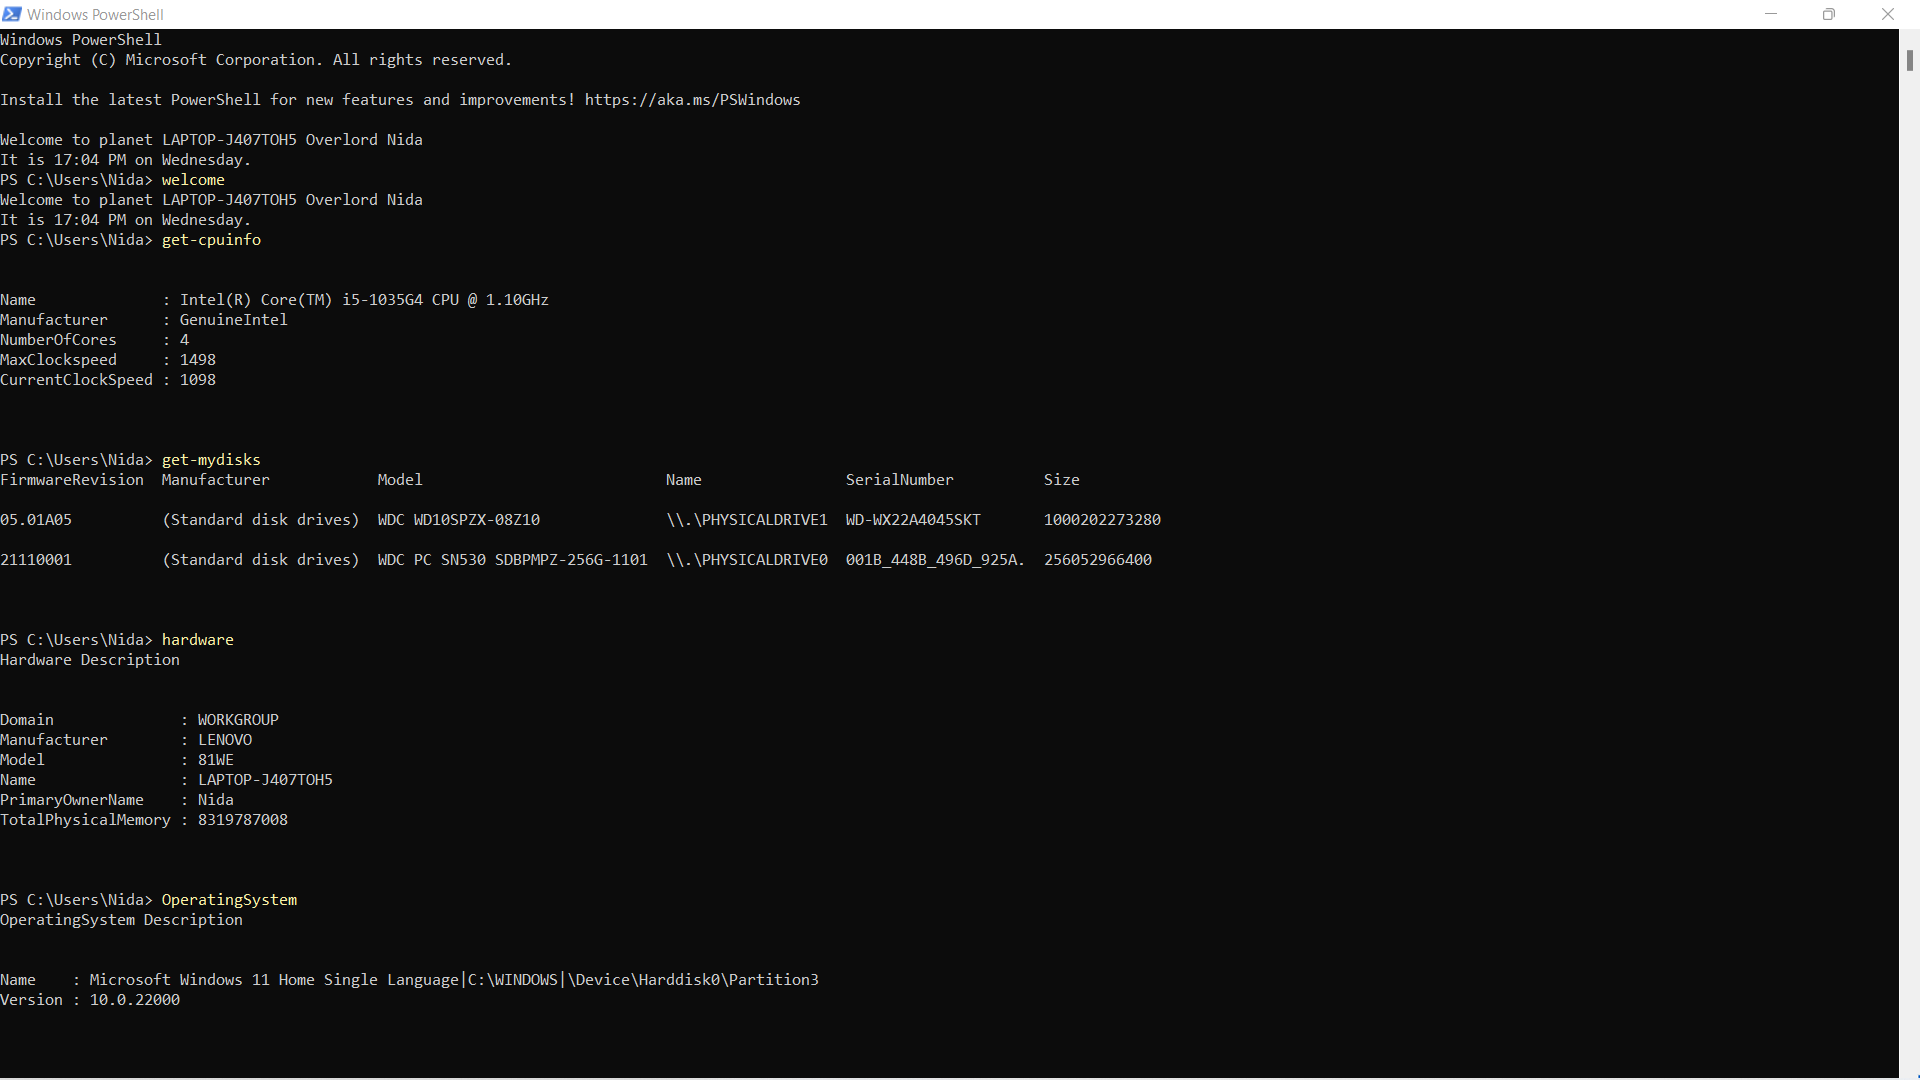 Windows PowerShell
Windows PowerShell
Copyright (C) Microsoft Corporation. All rights reserved.
Install the latest PowerShell for new features and improvements! https://aka.ms/PSWindows
Welcome to planet LAPTOP-J407TOH5 Overlord Nida
It is 17:04 PM on Wednesday.
PS C:\Users\Nida> welcome
Welcome to planet LAPTOP-J407TOH5 Overlord Nida
It is 17:04 PM on Wednesday.
PS C:\Users\Nida> get-cpuinfo
Name              : Intel(R) Core(TM) i5-1035G4 CPU @ 1.10GHz
Manufacturer      : GenuineIntel
NumberOfCores     : 4
MaxClockspeed     : 1498
CurrentClockSpeed : 1098
PS C:\Users\Nida> get-mydisks
FirmwareRevision  Manufacturer            Model                           Name                SerialNumber          Size
05.01A05          (Standard disk drives)  WDC WD10SPZX-08Z10              \\.\PHYSICALDRIVE1  WD-WX22A4045SKT       1000202273280
21110001          (Standard disk drives)  WDC PC SN530 SDBPMPZ-256G-1101  \\.\PHYSICALDRIVE0  001B_448B_496D_925A.  256052966400
PS C:\Users\Nida> hardware
Hardware Description
Domain              : WORKGROUP
Manufacturer        : LENOVO
Model               : 81WE
Name                : LAPTOP-J407TOH5
PrimaryOwnerName    : Nida
TotalPhysicalMemory : 8319787008
PS C:\Users\Nida> OperatingSystem
OperatingSystem Description
Name    : Microsoft Windows 11 Home Single Language|C:\WINDOWS|\Device\Harddisk0\Partition3
Version : 10.0.22000